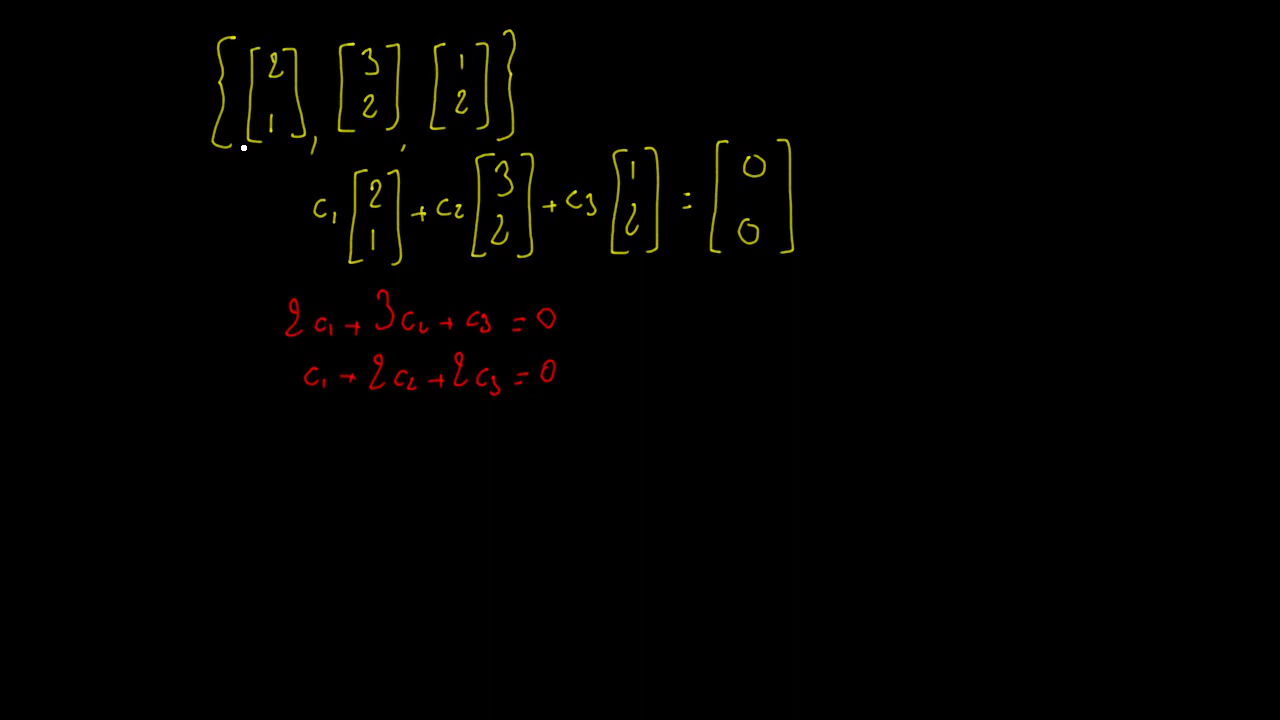 {[2 1], [3 2], [1 2]}
c₁[2 1] + c₂[3 2] + c₃[1 2] = [0 0]
2c₁ + 3c₂ + c₃ = 0
c₁ + 2c₂ + 2c₃ = 0